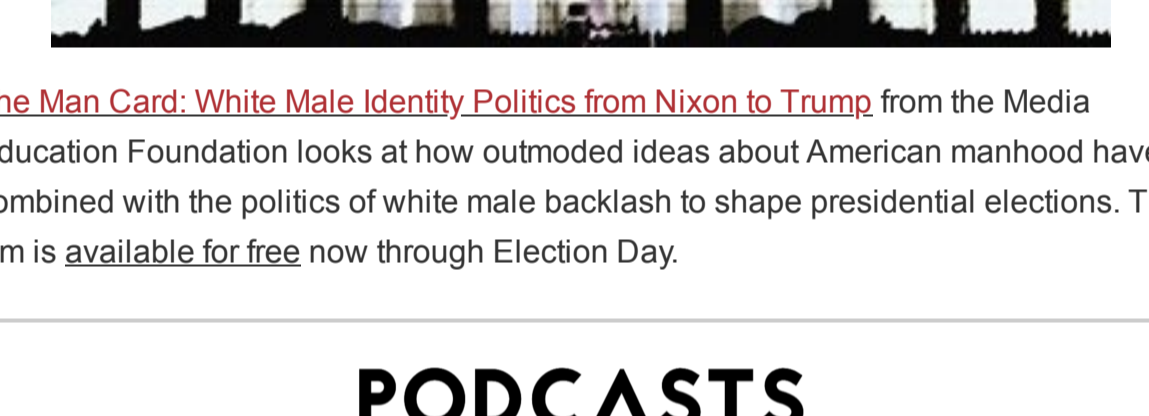 he Man Card: White Male Identity Politics from Nixon to Trump from the Media
ducation Foundation looks at how outmoded ideas about American manhood have
ombined with the politics of white male backlash to shape presidential elections. T
m is available for free now through Election Day.
PODCASTS